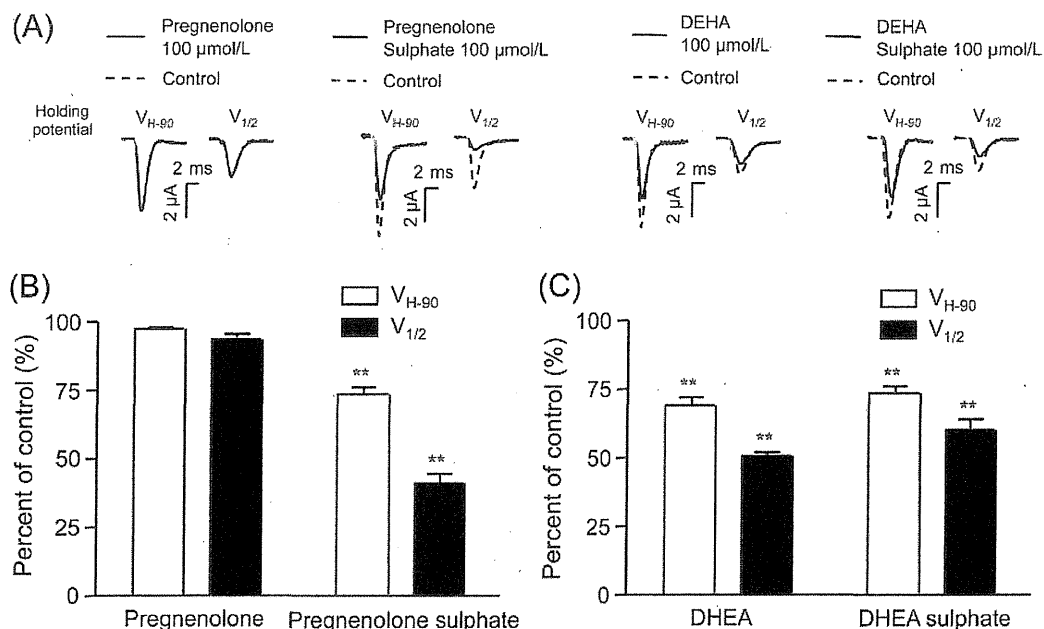 (A)
Pregnenolone
100 µmol/L
Control
Pregnenolone
Sulphate 100 µmol/L
Control
DEHA
100 µmol/L
Control
DEHA
Sulphate 100 µmol/L
Control
Holding
potential
VH-90 V1/2
2 ms
2 µA
VH-90 V1/2
2 ms
2 µA
VH-90 V1/2
2 ms
2 µA
VH-90 V1/2
2 ms
2 µA
(B)
VH-90
V1/2
Percent of control (%)
100
75
50
25
0
**
**
Pregnenolone Pregnenolone sulphate
(C)
VH-90
V1/2
Percent of control (%)
100
75
50
25
0
**
**
**
**
DHEA DHEA sulphate